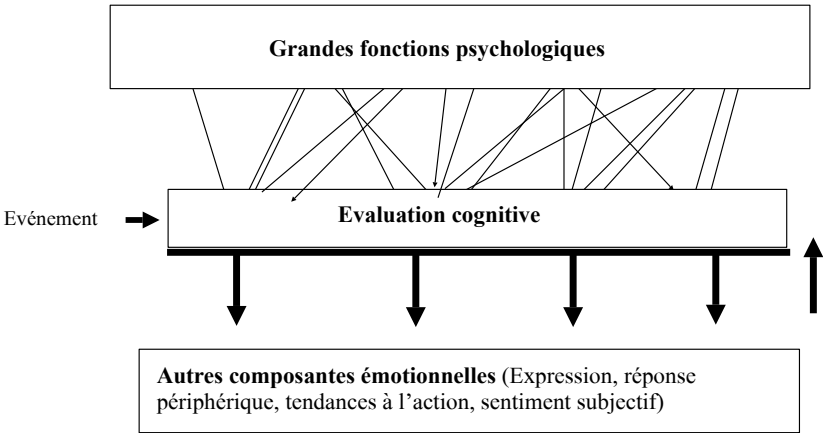 Grandes fonctions psychologiques
Evaluation cognitive
Evénement
Autres composantes émotionnelles (Expression, réponse
périphérique, tendances à l’action, sentiment subjectif)